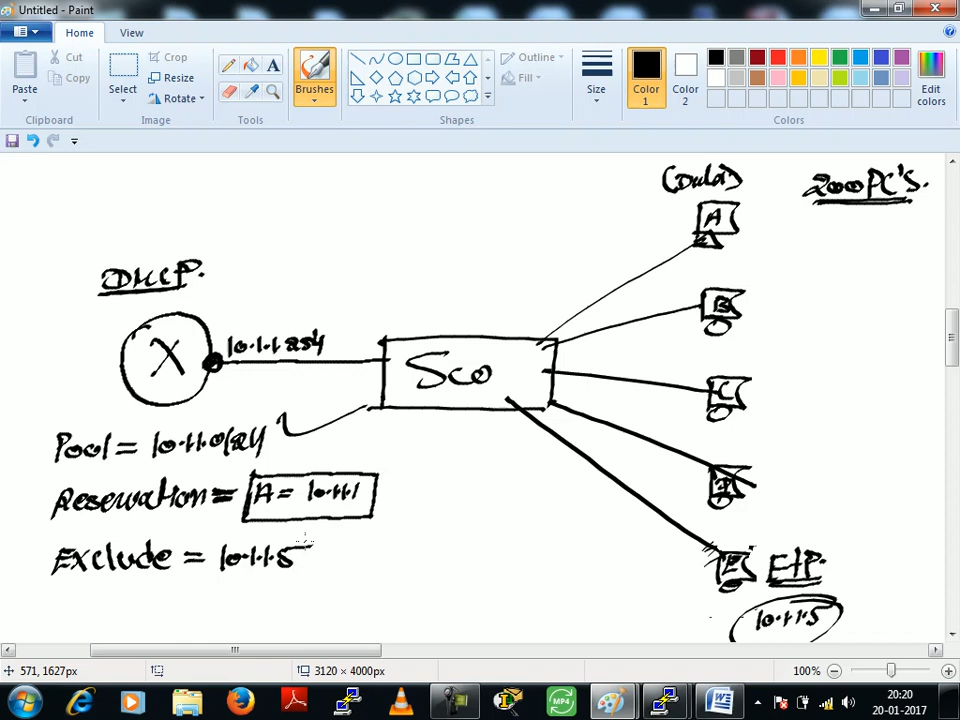 Untitled - Paint
Home
View
Paste
Cut
Copy
Clipboard
Select
Crop
Resize
Rotate
Image
A
Tools
Brushes
Outline
Fill
Shapes
Size
Color 1
Color 2
Edit colors
Colors
200 PC'S.
A
DHCP.
B
X
10.1.1.254
Sco
C
Pool = 10.1.1.0/24
Reservation = A = 10.1.1.1
Exclude = 10.1.1.5
E
10.1.1.5
571, 1627px
3120 × 4000px
100%
MP4
20:20
20-01-2017